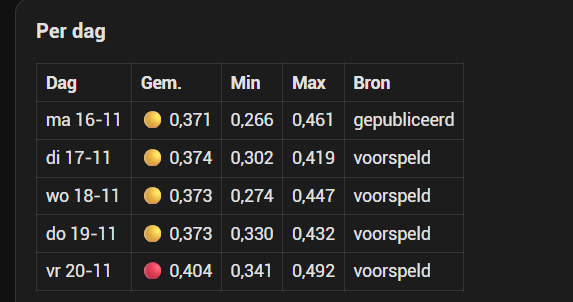 Per dag
Dag Gem. Min Max Bron
ma 16-11 0,371 0,266 0,461 gepubliceerd
di 17-11 0,374 0,302 0,419 voorspeld
wo 18-11 0,373 0,274 0,447 voorspeld
do 19-11 0,373 0,330 0,432 voorspeld
vr 20-11 0,404 0,341 0,492 voorspeld